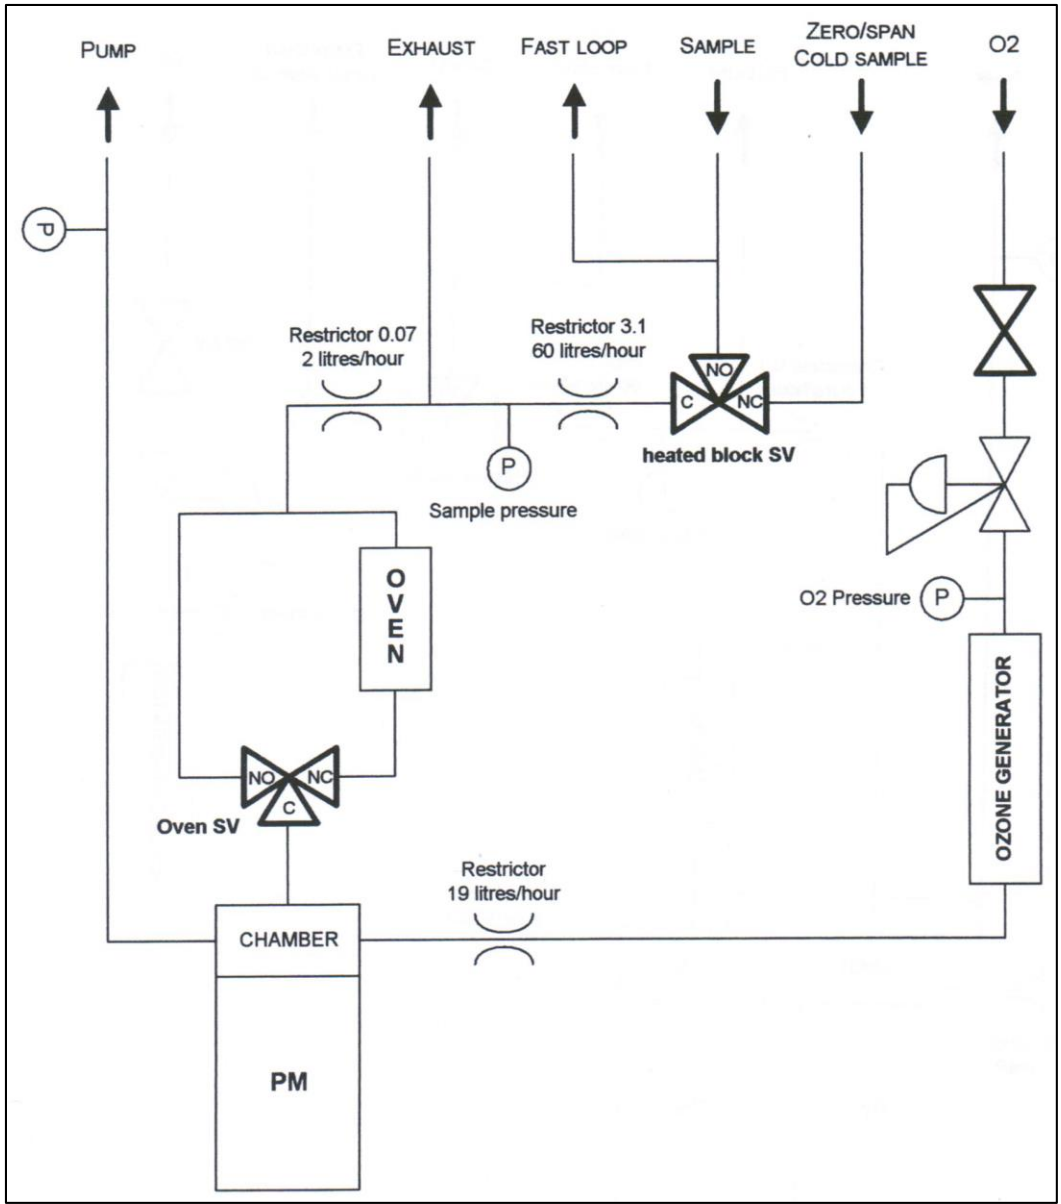 PUMP
EXHAUST
FAST LOOP
SAMPLE
ZERO/SPAN
COLD SAMPLE
O2
P
Restrictor 0.07
2 litres/hour
Restrictor 3.1
60 litres/hour
NO
C
NC
heated block SV
P
Sample pressure
OVEN
O2 Pressure
P
OZONE GENERATOR
NO
NC
C
Oven SV
Restrictor
19 litres/hour
CHAMBER
PM